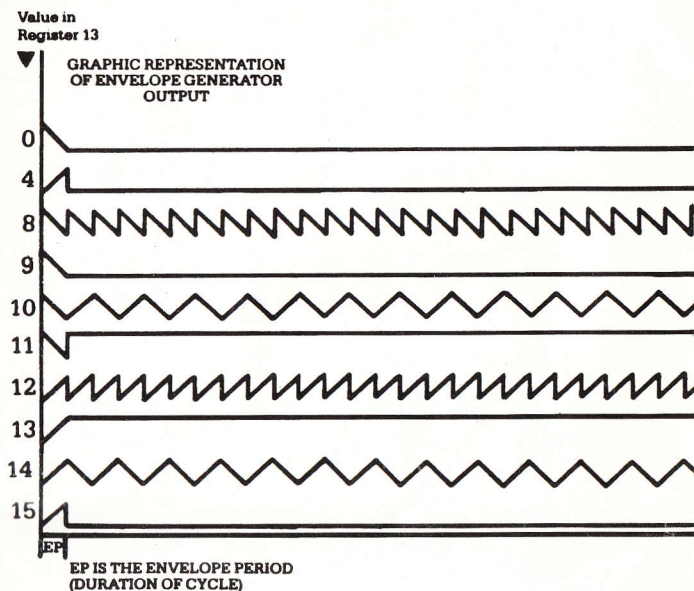 Value in
Register 13
GRAPHIC REPRESENTATION
OF ENVELOPE GENERATOR
OUTPUT
0
4
8
9
10
11
12
13
14
15
EP
EP IS THE ENVELOPE PERIOD
(DURATION OF CYCLE)